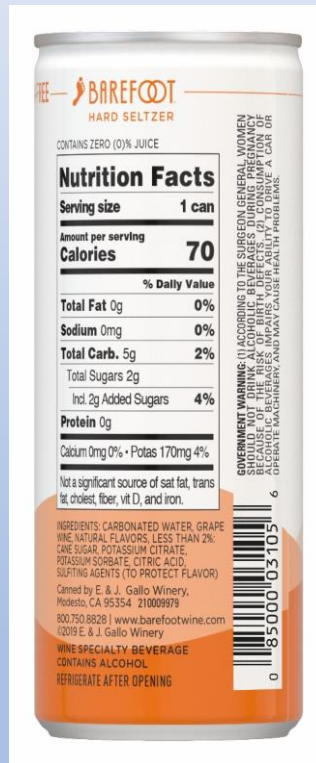 -FREE
BAREFOOT
HARD SELTZER
CONTAINS ZERO (0)% JUICE
Nutrition Facts
Serving size 1 can
Amount per serving
Calories 70
% Daily Value
Total Fat 0g 0%
Sodium 0mg 0%
Total Carb. 5g 2%
Total Sugars 2g
Incl. 2g Added Sugars 4%
Protein 0g
Calcium 0mg 0% • Potas 170mg 4%
Not a significant source of sat fat, trans
fat, cholest, fiber, vit D, and iron.
INGREDIENTS: CARBONATED WATER, GRAPE
WINE, NATURAL FLAVORS, LESS THAN 2%:
CANE SUGAR, POTASSIUM CITRATE,
POTASSIUM SORBATE, CITRIC ACID,
SULFITING AGENTS (TO PROTECT FLAVOR)
Canned by E. & J. Gallo Winery,
Modesto, CA 95354 210009979
800.750.8828 | www.barefootwine.com
©2019 E. & J. Gallo Winery
WINE SPECIALTY BEVERAGE
CONTAINS ALCOHOL
REFRIGERATE AFTER OPENING
GOVERNMENT WARNING: (1) ACCORDING TO THE SURGEON GENERAL, WOMEN
SHOULD NOT DRINK ALCOHOLIC BEVERAGES DURING PREGNANCY
BECAUSE OF THE RISK OF BIRTH DEFECTS. (2) CONSUMPTION OF
ALCOHOLIC BEVERAGES IMPAIRS YOUR ABILITY TO DRIVE A CAR OR
OPERATE MACHINERY, AND MAY CAUSE HEALTH PROBLEMS.
0 85000 03105 6